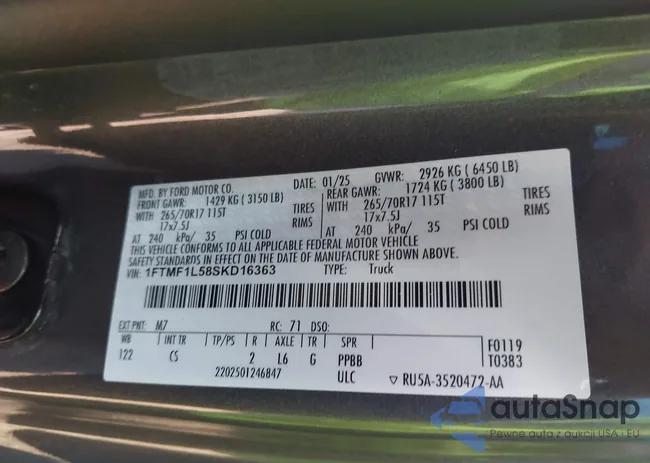 MFD. BY FORD MOTOR CO.
DATE: 01/25 GVWR: 2926 KG ( 6450 LB)
FRONT GAWR: 1429 KG ( 3150 LB) REAR GAWR: 1724 KG ( 3800 LB)
WITH 265/70R17 115T TIRES WITH 265/70R17 115T TIRES
17x7.5J RIMS 17x7.5J RIMS
AT 240 kPa/ 35 PSI COLD AT 240 kPa/ 35 PSI COLD
THIS VEHICLE CONFORMS TO ALL APPLICABLE FEDERAL MOTOR VEHICLE
SAFETY STANDARDS IN EFFECT ON THE DATE OF MANUFACTURE SHOWN ABOVE.
VIN: 1FTMF1L58SKD16363 TYPE: Truck
EXT PNT: M7 RC: 71 DSO:
WB INT TR TP/PS R AXLE TR SPR F0119
122 CS 2 L6 G PPBB T0383
2202501246847 ULC ▽ RU5A-3520472-AA
autaSnap
Pewne auta z aukcji USA i EU